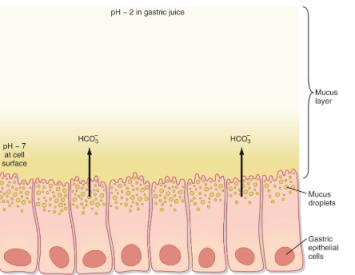 pH ~ 2 in gastric juice
Mucus
layer
HCO₃⁻
HCO₃⁻
pH ~ 7
at cell
surface
Mucus
droplets
Gastric
epithelial
cells